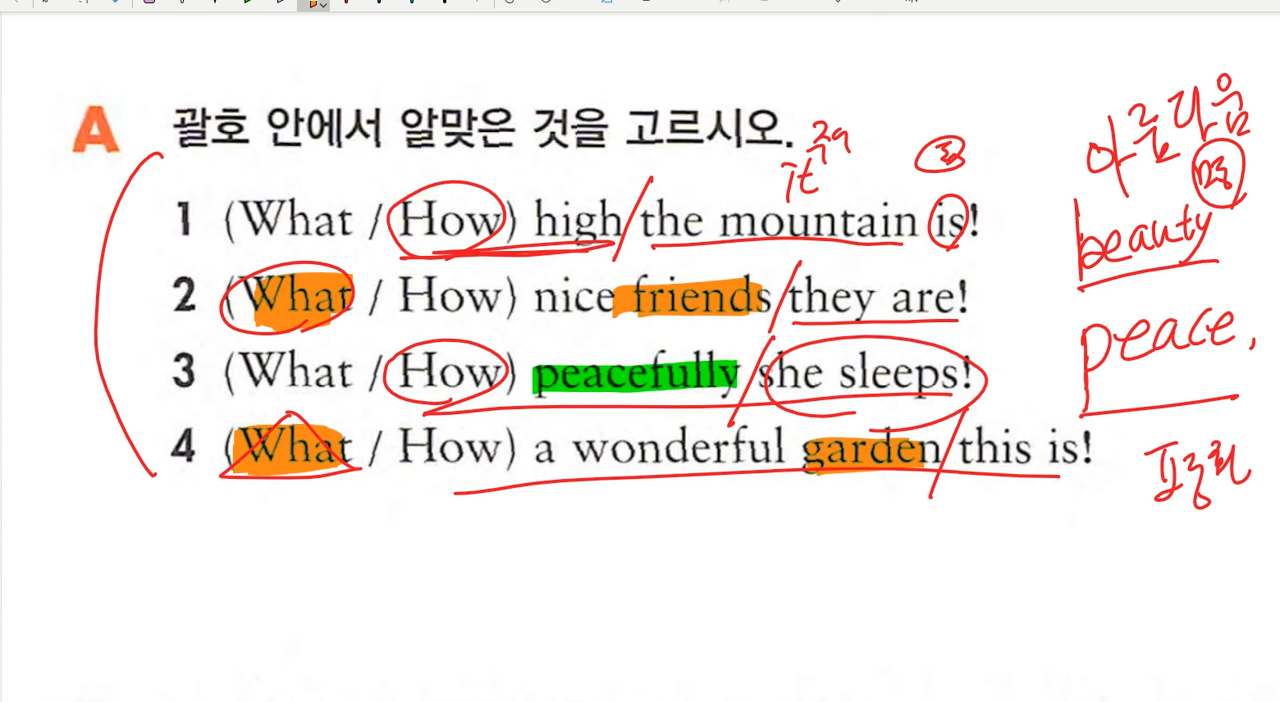 A 괄호 안에서 알맞은 것을 고르시오.
it 주어
1 (What / How) high / the mountain is!
2 (What / How) nice friends / they are!
3 (What / How) peacefully / she sleeps!
4 (What / How) a wonderful garden / this is!
아름다움
beauty
peace,
평화